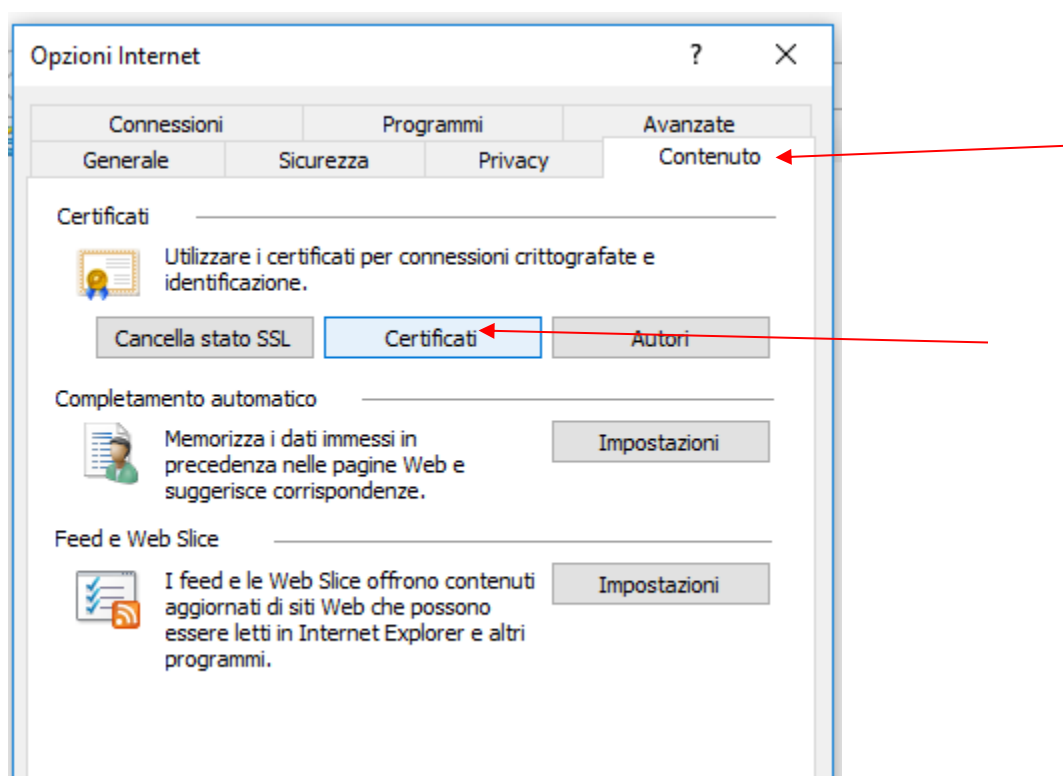 Opzioni Internet
?
Connessioni Programmi Avanzate
Generale Sicurezza Privacy Contenuto
Certificati
Utilizzare i certificati per connessioni crittografate e
identificazione.
Cancella stato SSL Certificati Autori
Completamento automatico
Memorizza i dati immessi in
precedenza nelle pagine Web e
suggerisce corrispondenze.
Impostazioni
Feed e Web Slice
I feed e le Web Slice offrono contenuti
aggiornati di siti Web che possono
essere letti in Internet Explorer e altri
programmi.
Impostazioni